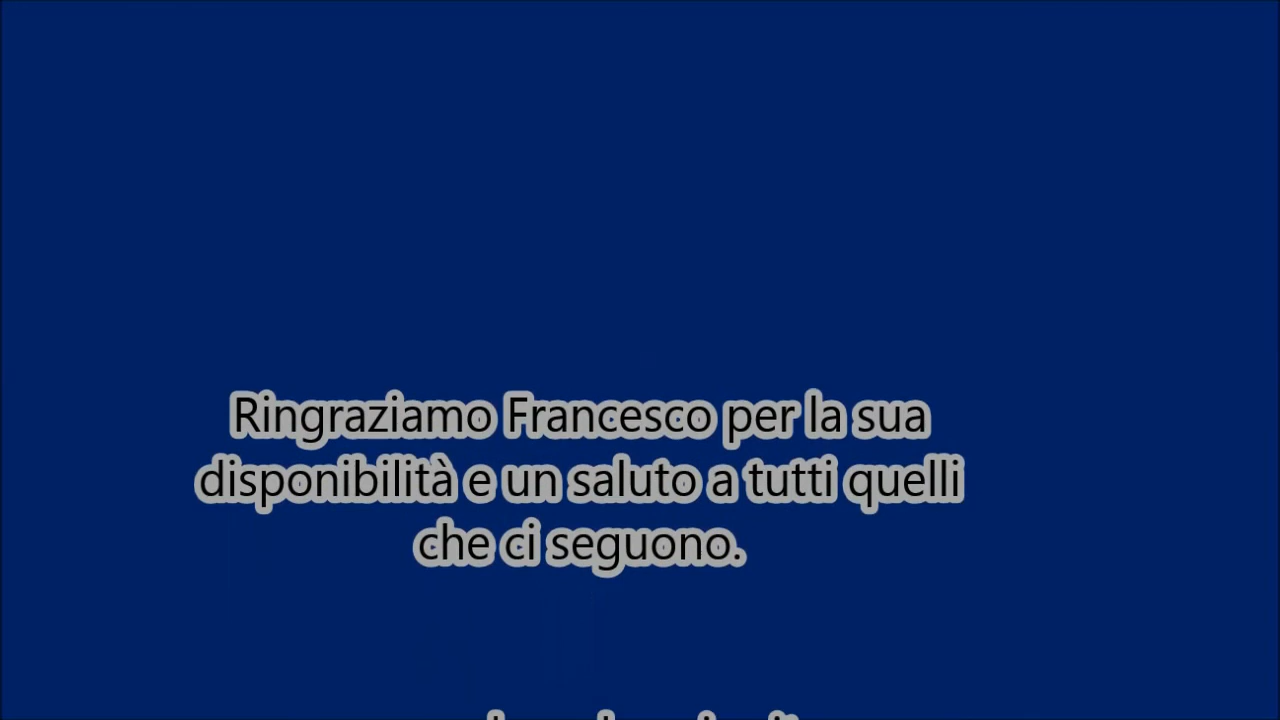 Ringraziamo Francesco per la sua
disponibilità e un saluto a tutti quelli
che ci seguono.